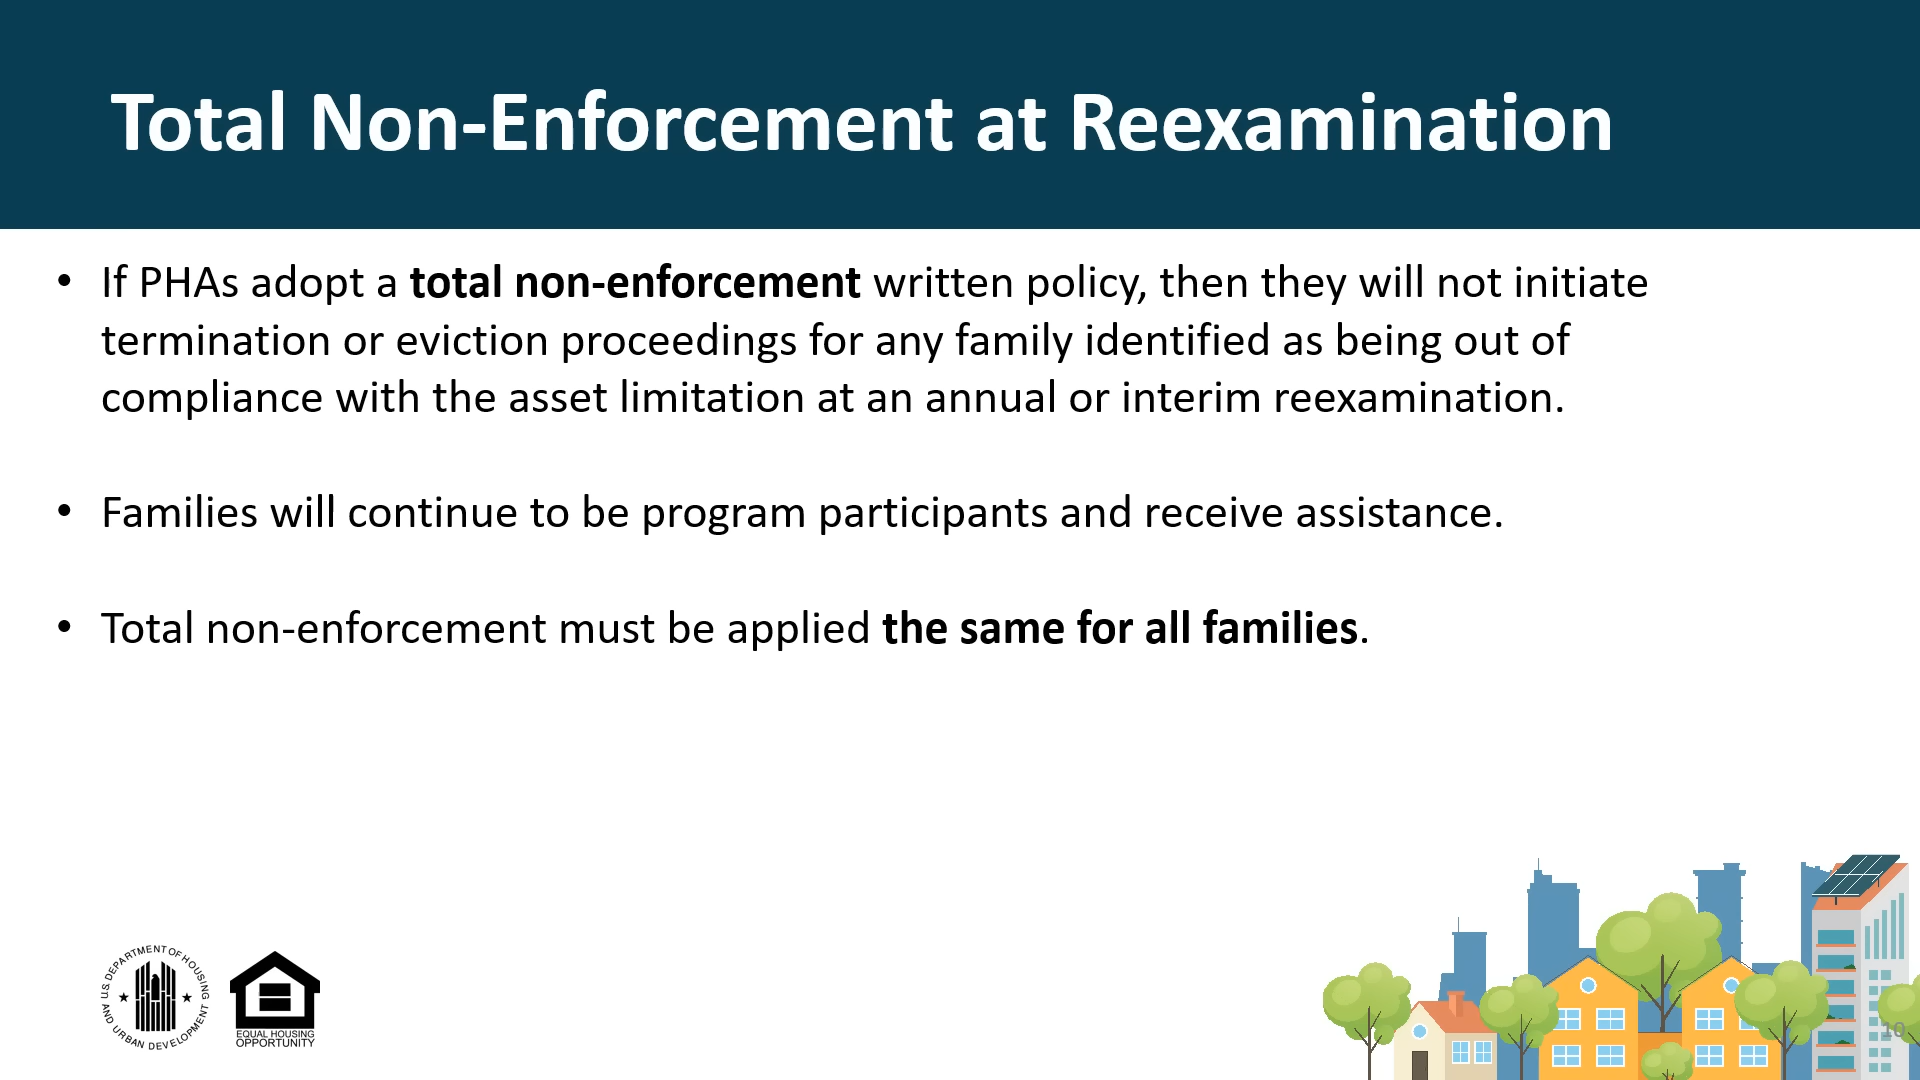 Total Non-Enforcement at Reexamination
• If PHAs adopt a total non-enforcement written policy, then they will not initiate
termination or eviction proceedings for any family identified as being out of
compliance with the asset limitation at an annual or interim reexamination.
• Families will continue to be program participants and receive assistance.
• Total non-enforcement must be applied the same for all families.
U.S. DEPARTMENT OF HOUSING
AND URBAN DEVELOPMENT
EQUAL HOUSING
OPPORTUNITY
10